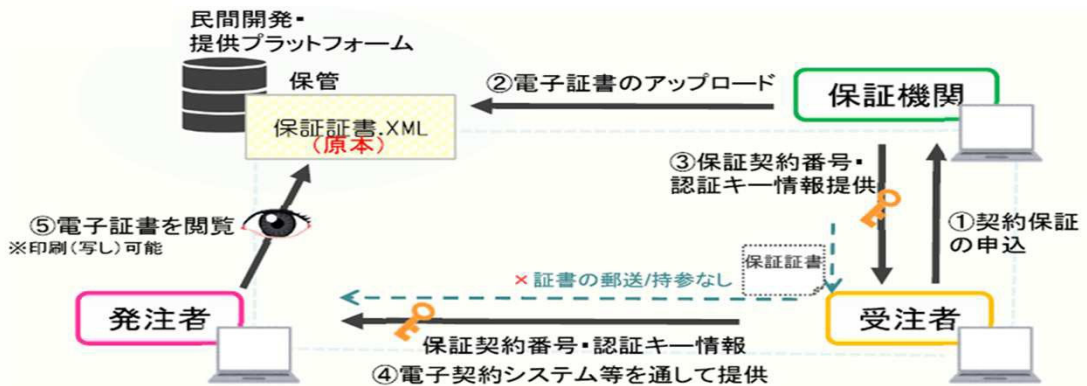 民間開発・
提供プラットフォーム
保管
保証証書.XML
(原本)
②電子証書のアップロード
保証機関
③保証契約番号・
認証キー情報提供
①契約保証
の申込
⑤電子証書を閲覧
※印刷(写し)可能
保証証書
×証書の郵送/持参なし
発注者
受注者
保証契約番号・認証キー情報
④電子契約システム等を通して提供